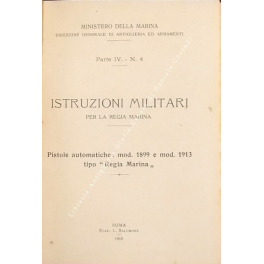 MINISTERO DELLA MARINA
DIREZIONE GENERALE DI ARTIGLIERIA ED ARMAMENTI
Parte IV. - N. 4
ISTRUZIONI MILITARI
PER LA REGIA MARINA
Pistole automatiche, mod. 1899 e mod. 1913
tipo "Regia Marina„
ROMA